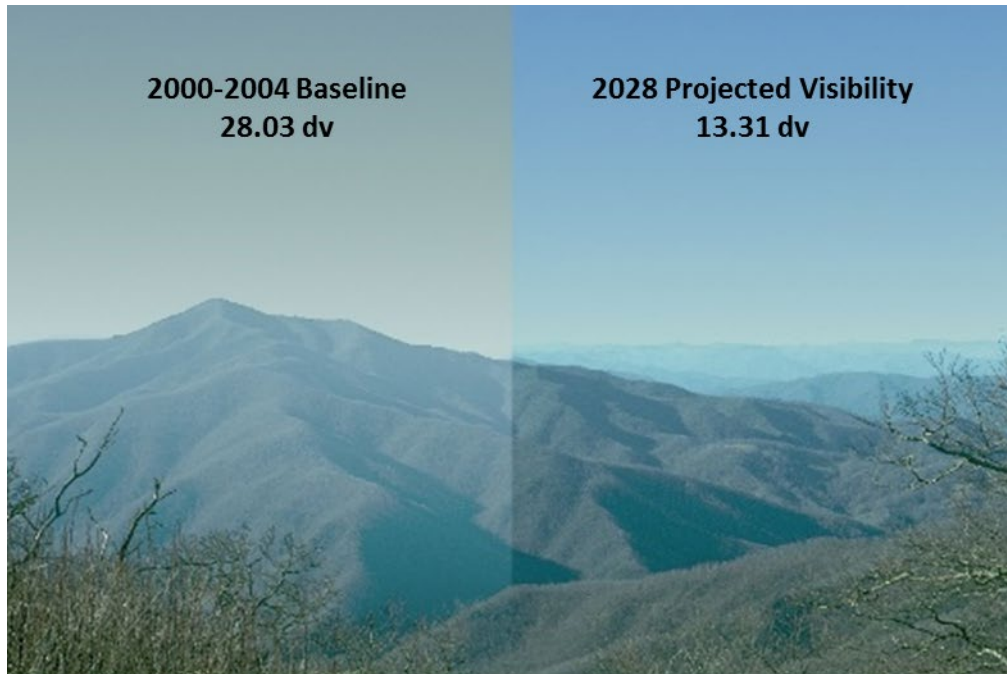 2000-2004 Baseline
28.03 dv
2028 Projected Visibility
13.31 dv